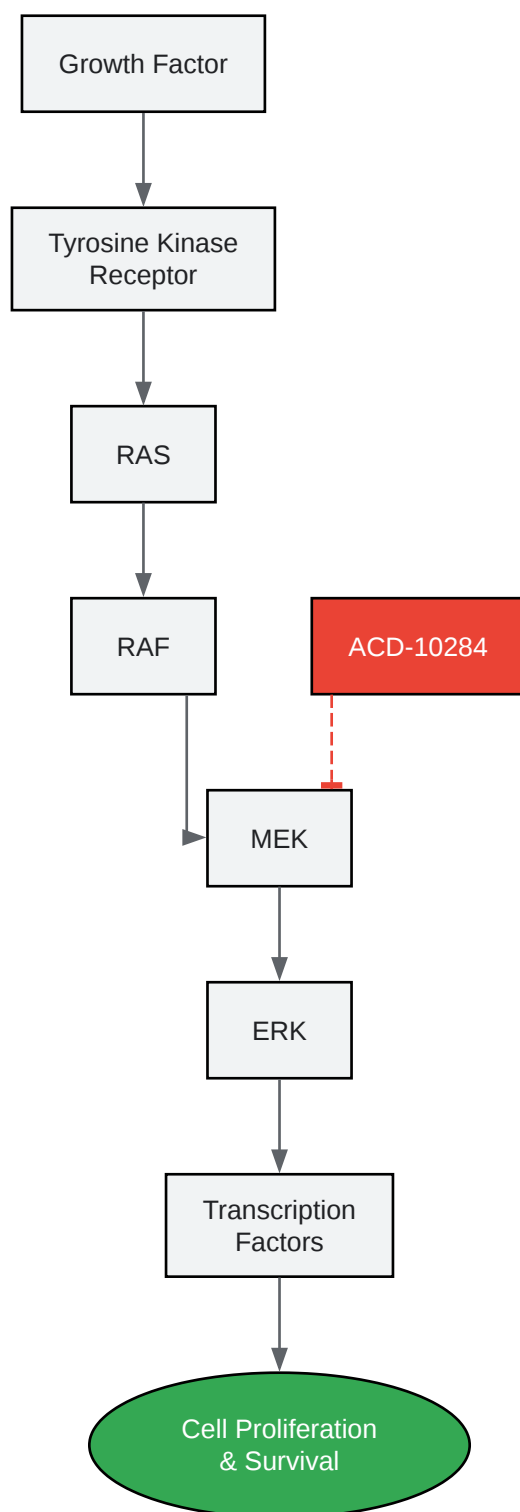 Growth Factor
Tyrosine Kinase
Receptor
RAS
RAF
ACD-10284
MEK
ERK
Transcription
Factors
Cell Proliferation
& Survival